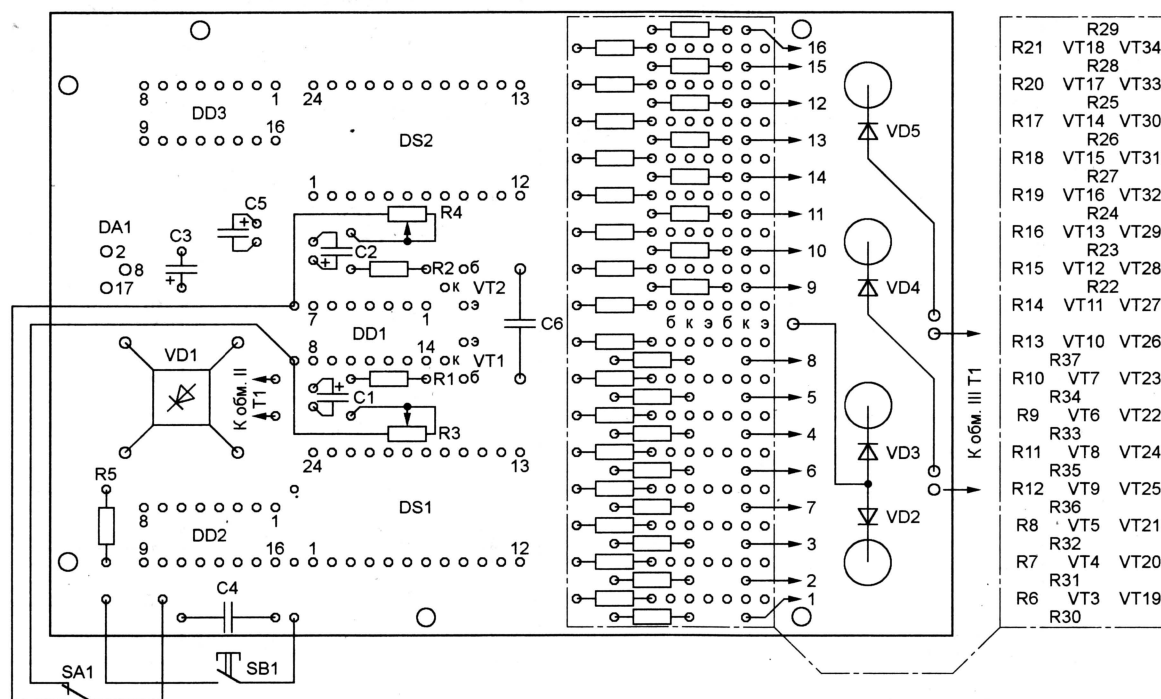 R29
16
R21 VT18 VT34
15
R28
8 1
DD3
24 13
12
R20 VT17 VT33
R25
9 16
DS2
13
VD5
R17 VT14 VT30
R26
14
R18 VT15 VT31
R27
1 12
11
R19 VT16 VT32
R24
C5
+
R4
DA1
C3
2
8
17
+
C2
+
10
R16 VT13 VT29
R23
R2 б
к VT2
э
9
VD4
R15 VT12 VT28
R22
7 1
DD1
8 14
C6
R14 VT11 VT27
б к э б к э
э
к VT1
R1 б
VD1
К обм. II
T1
8
R13 VT10 VT26
R37
C1
+
5
R10 VT7 VT23
R34
R3
4
К обм. III T1
R9 VT6 VT22
R33
24 13
VD3
6
R11 VT8 VT24
R35
R5
7
R12 VT9 VT25
R36
8 1
DD2
DS1
VD2
3
R8 VT5 VT21
R32
9 16 1 12
2
R7 VT4 VT20
R31
C4
1
R6 VT3 VT19
R30
SA1
SB1